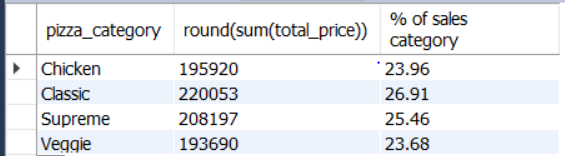 pizza_category round(sum(total_price)) % of sales category
Chicken 195920 23.96
Classic 220053 26.91
Supreme 208197 25.46
Veggie 193690 23.68